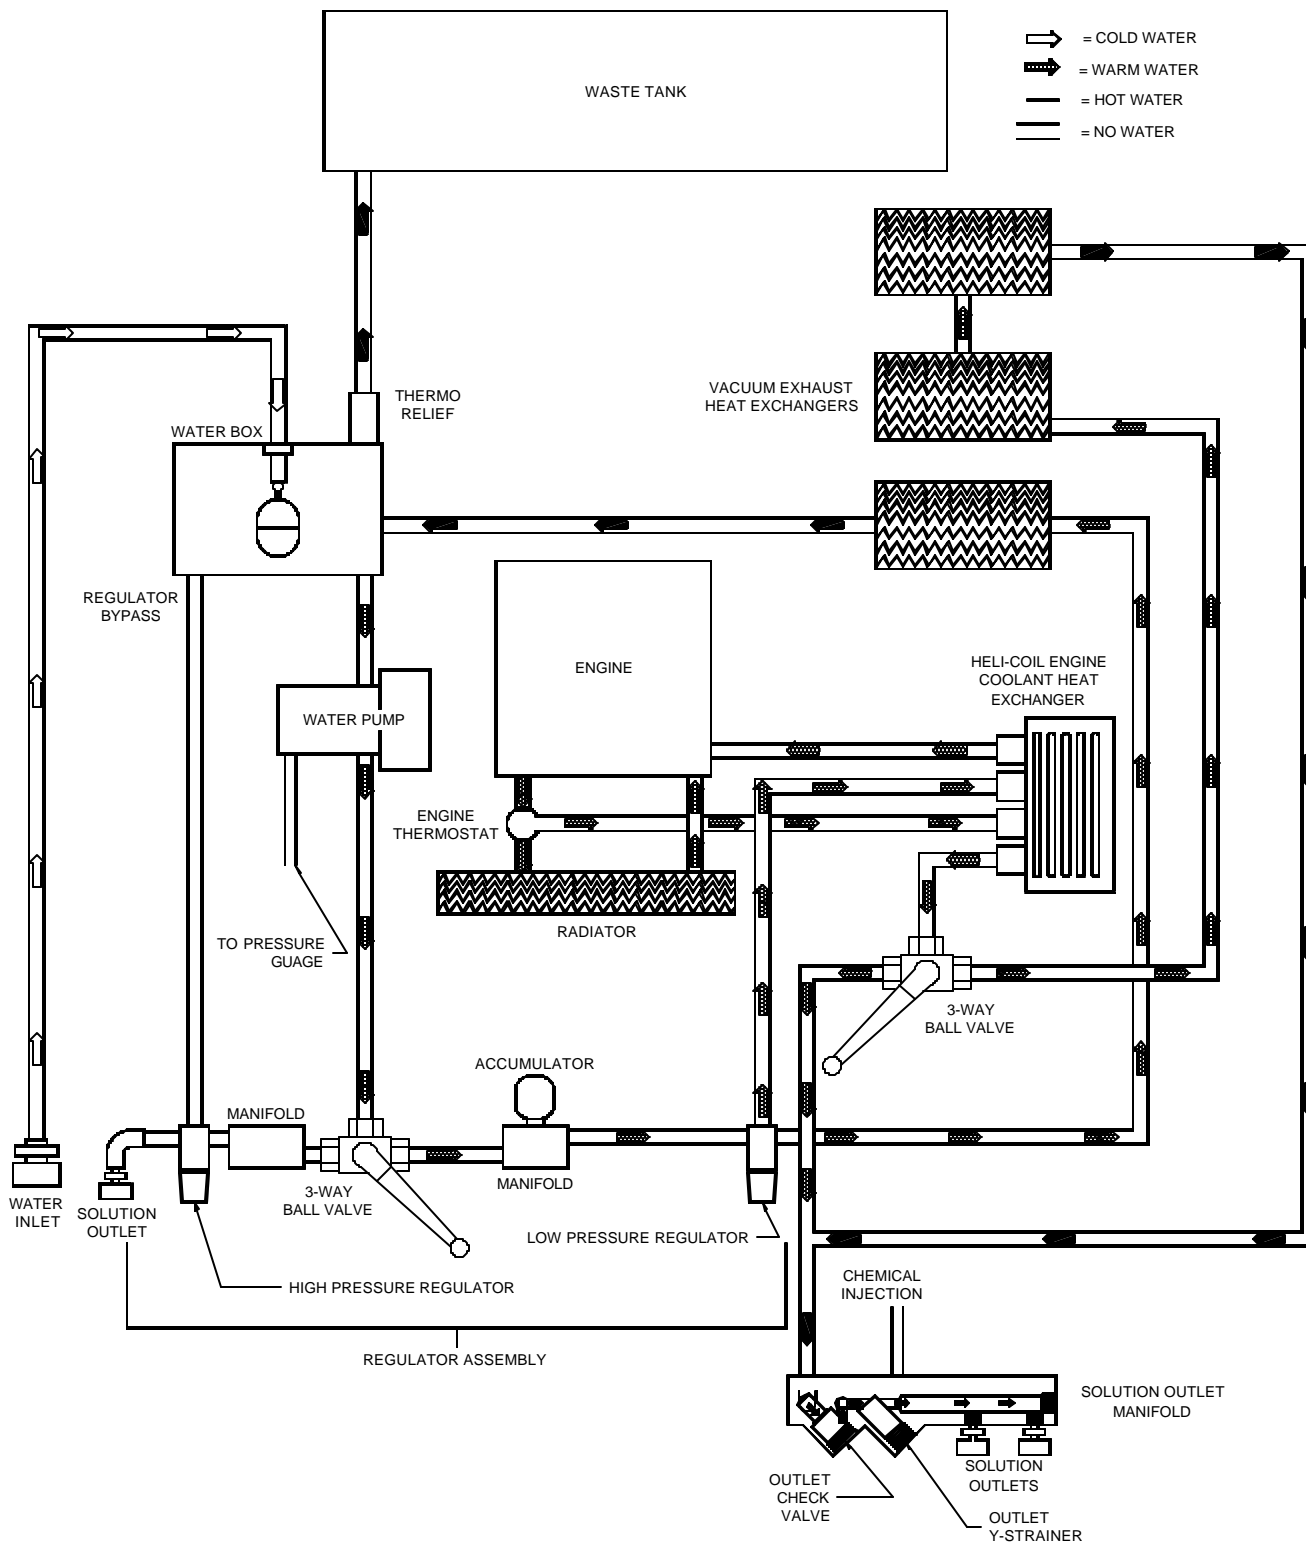 WASTE TANK
= COLD WATER
= WARM WATER
= HOT WATER
= NO WATER
THERMO
RELIEF
VACUUM EXHAUST
HEAT EXCHANGERS
WATER BOX
REGULATOR
BYPASS
ENGINE
HELI-COIL ENGINE
COOLANT HEAT
EXCHANGER
WATER PUMP
ENGINE
THERMOSTAT
RADIATOR
TO PRESSURE
GUAGE
3-WAY
BALL VALVE
ACCUMULATOR
MANIFOLD
MANIFOLD
WATER
INLET
SOLUTION
OUTLET
3-WAY
BALL VALVE
LOW PRESSURE REGULATOR
HIGH PRESSURE REGULATOR
CHEMICAL
INJECTION
REGULATOR ASSEMBLY
SOLUTION OUTLET
MANIFOLD
SOLUTION
OUTLETS
OUTLET
CHECK
VALVE
OUTLET
Y-STRAINER